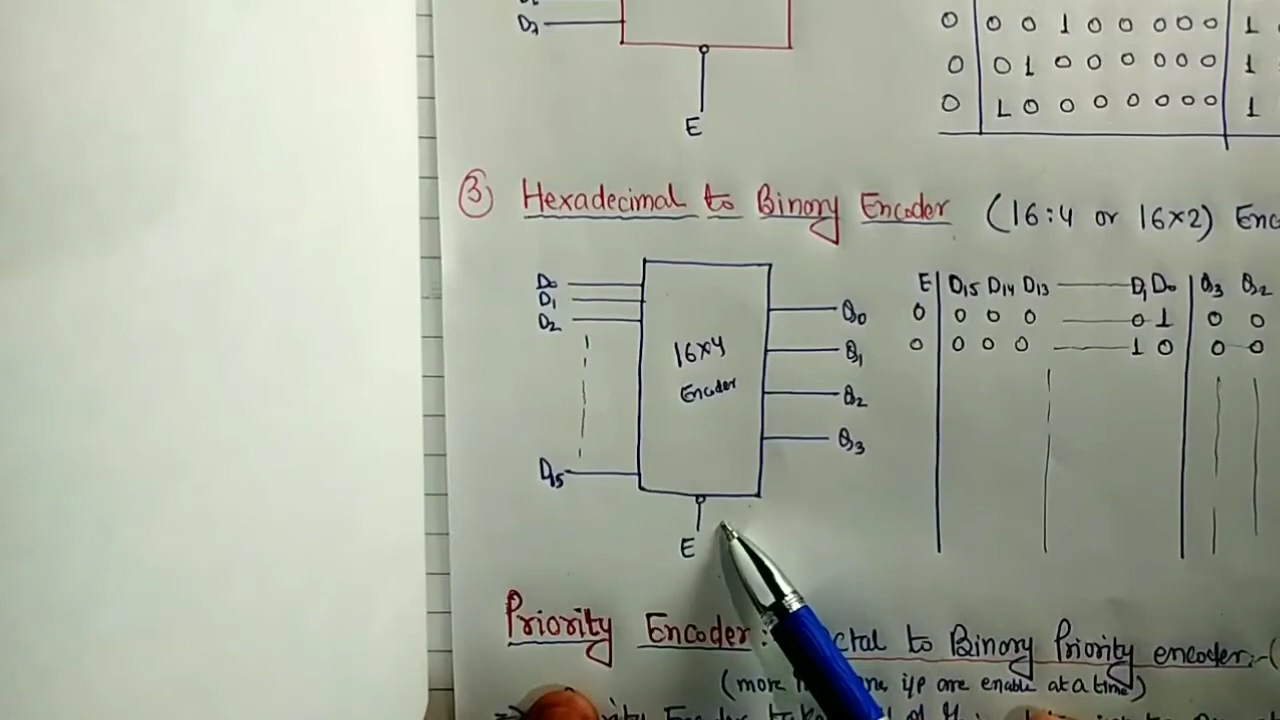 D7
E
0 0 0 1 0 0 0 0 0 1
0 0 1 0 0 0 0 0 0 1
0 1 0 0 0 0 0 0 0 1
③ Hexadecimal to Binary Encoder (16:4 or 16×2) Enc
D0
D1
D2
D15
16×4
Encoder
Q0
Q1
Q2
Q3
E
E D15 D14 D13 D1 D0 Q3 Q2
0 0 0 0 0 1 0 0
0 0 0 0 1 0 0 0
Priority Encoder: ctal to Binary Priority encoder:- (
(more i/p are enable at a time)